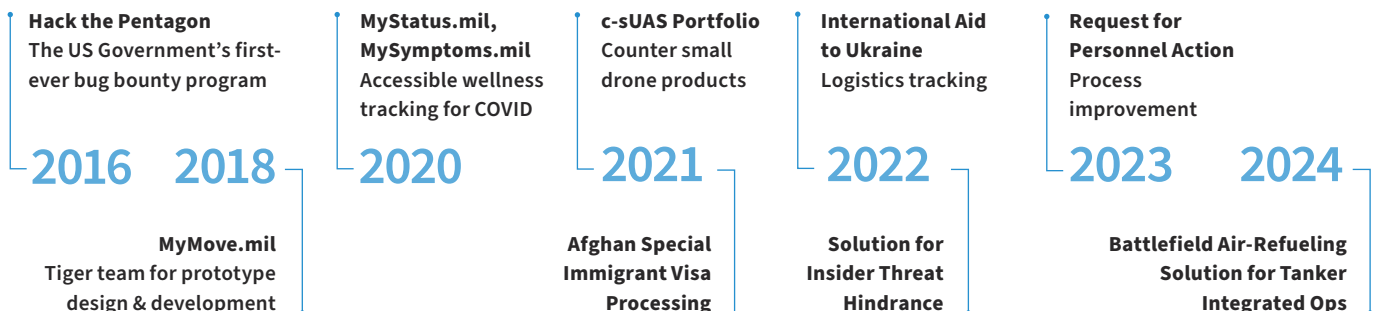 Hack the Pentagon
The US Government’s first-
ever bug bounty program
MyStatus.mil,
MySymptoms.mil
Accessible wellness
tracking for COVID
c-sUAS Portfolio
Counter small
drone products
International Aid
to Ukraine
Logistics tracking
Request for
Personnel Action
Process
improvement
2016
2018
2020
2021
2022
2023
2024
MyMove.mil
Tiger team for prototype
design & development
Afghan Special
Immigrant Visa
Processing
Solution for
Insider Threat
Hindrance
Battlefield Air-Refueling
Solution for Tanker
Integrated Ops